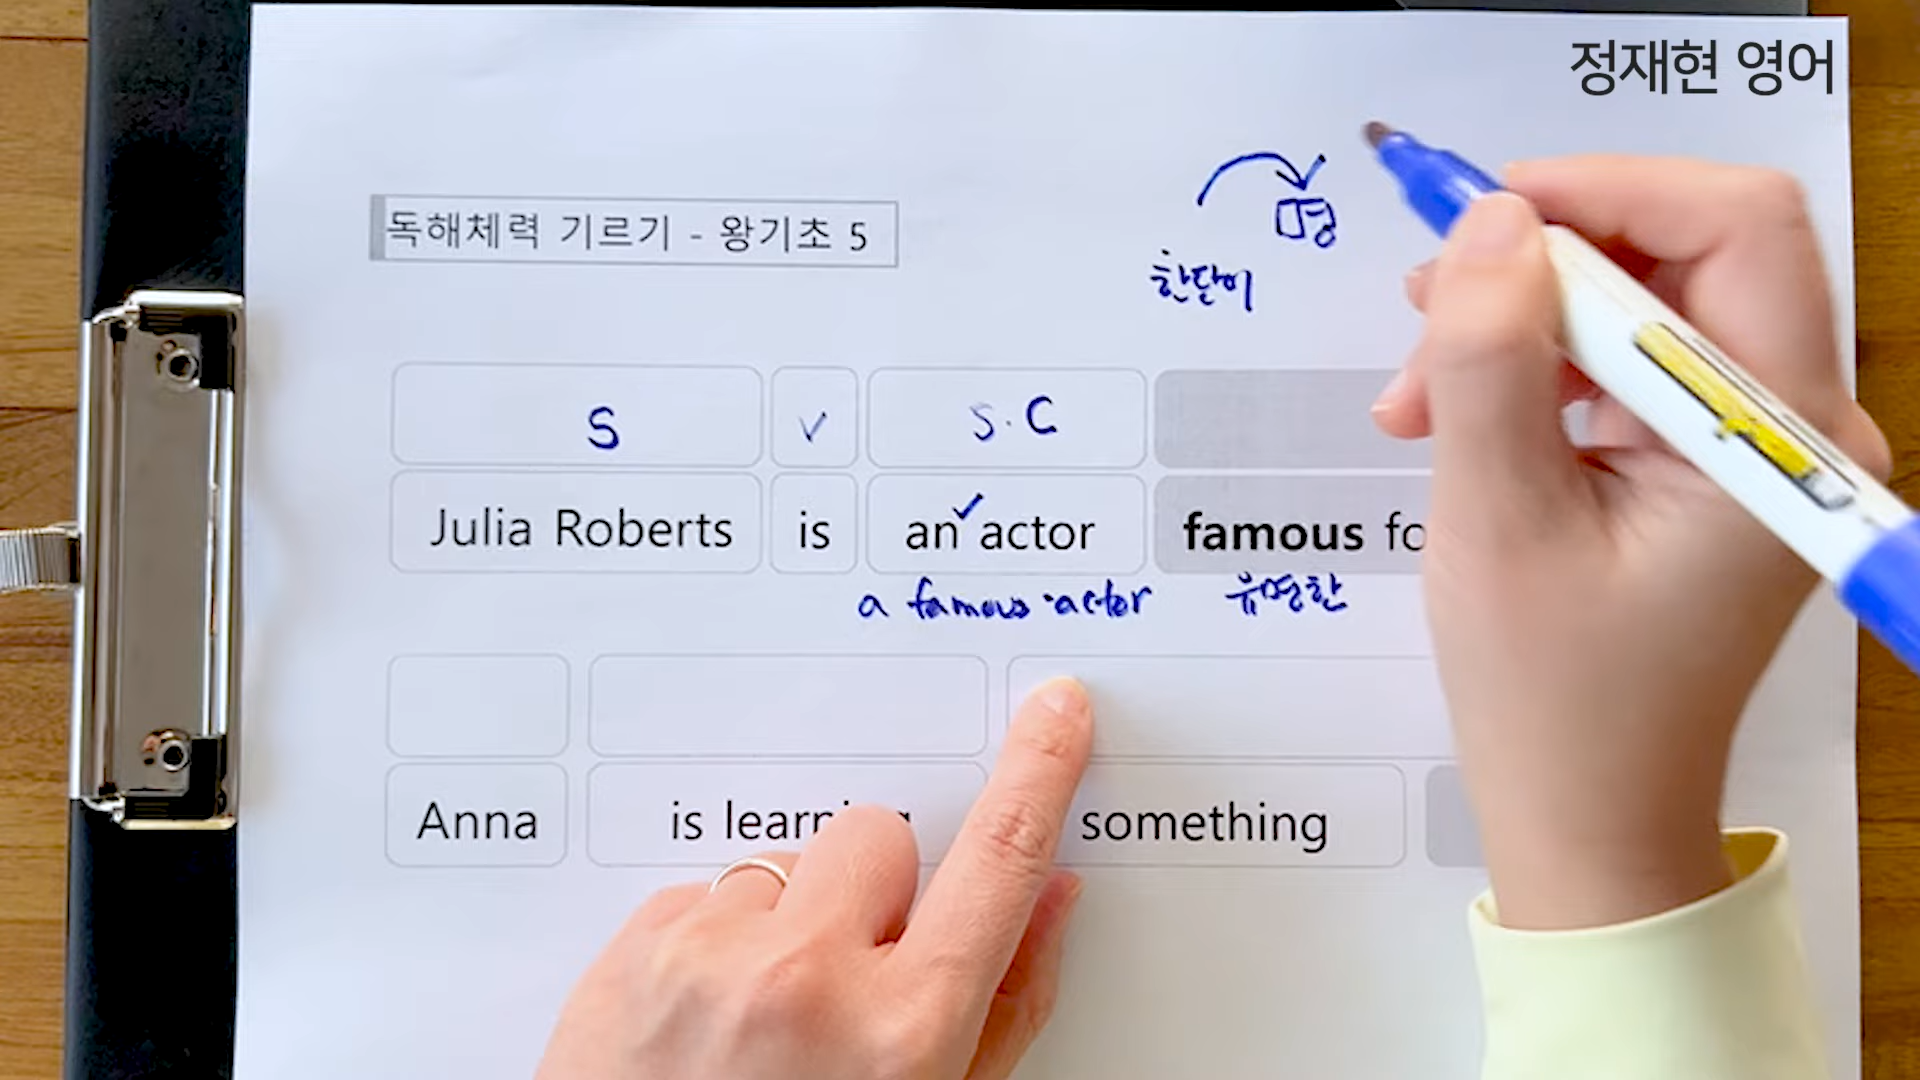 정재현 영어
명
한단어
독해체력 기르기 - 왕기초 5
S v S.C
Julia Roberts is an actor famous fo
a famous actor 유명한
Anna is learning something